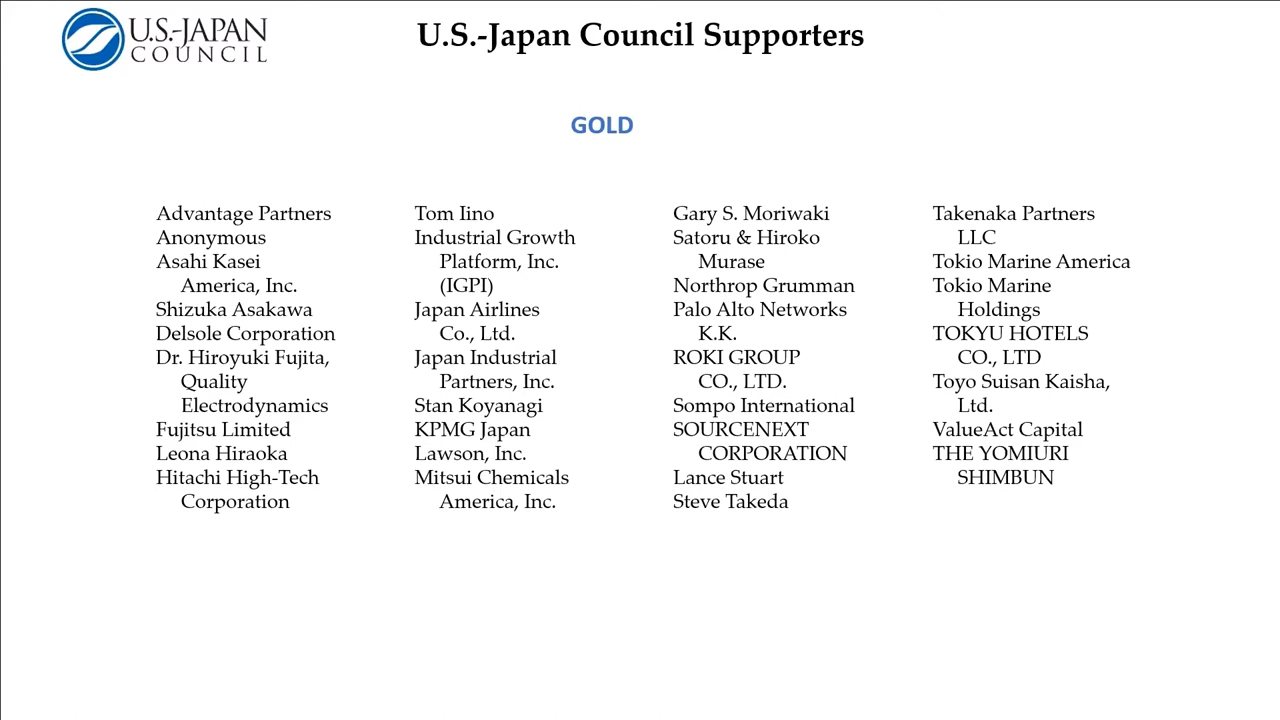 U.S.-JAPAN
COUNCIL
U.S.-Japan Council Supporters
GOLD
Advantage Partners
Anonymous
Asahi Kasei
America, Inc.
Shizuka Asakawa
Delsole Corporation
Dr. Hiroyuki Fujita,
Quality
Electrodynamics
Fujitsu Limited
Leona Hiraoka
Hitachi High-Tech
Corporation
Tom Iino
Industrial Growth
Platform, Inc.
(IGPI)
Japan Airlines
Co., Ltd.
Japan Industrial
Partners, Inc.
Stan Koyanagi
KPMG Japan
Lawson, Inc.
Mitsui Chemicals
America, Inc.
Gary S. Moriwaki
Satoru & Hiroko
Murase
Northrop Grumman
Palo Alto Networks
K.K.
ROKI GROUP
CO., LTD.
Sompo International
SOURCENEXT
CORPORATION
Lance Stuart
Steve Takeda
Takenaka Partners
LLC
Tokio Marine America
Tokio Marine
Holdings
TOKYU HOTELS
CO., LTD
Toyo Suisan Kaisha,
Ltd.
ValueAct Capital
THE YOMIURI
SHIMBUN